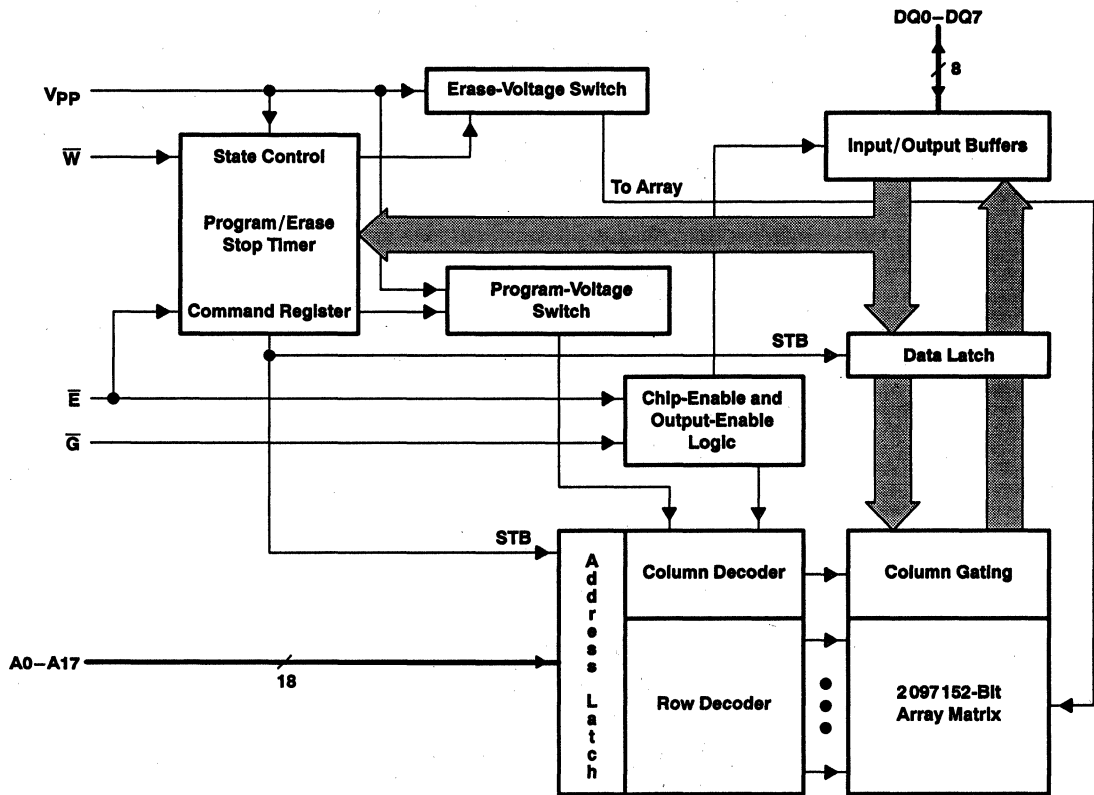 DQ0–DQ7
8
VPP
Erase-Voltage Switch
W̅
State Control
Input/Output Buffers
To Array
Program/Erase
Stop Timer
Program-Voltage
Switch
Command Register
STB
Data Latch
E̅
Chip-Enable and
Output-Enable
Logic
G̅
STB
Address Latch
Column Decoder
Column Gating
A0–A17
18
Row Decoder
2097152-Bit
Array Matrix